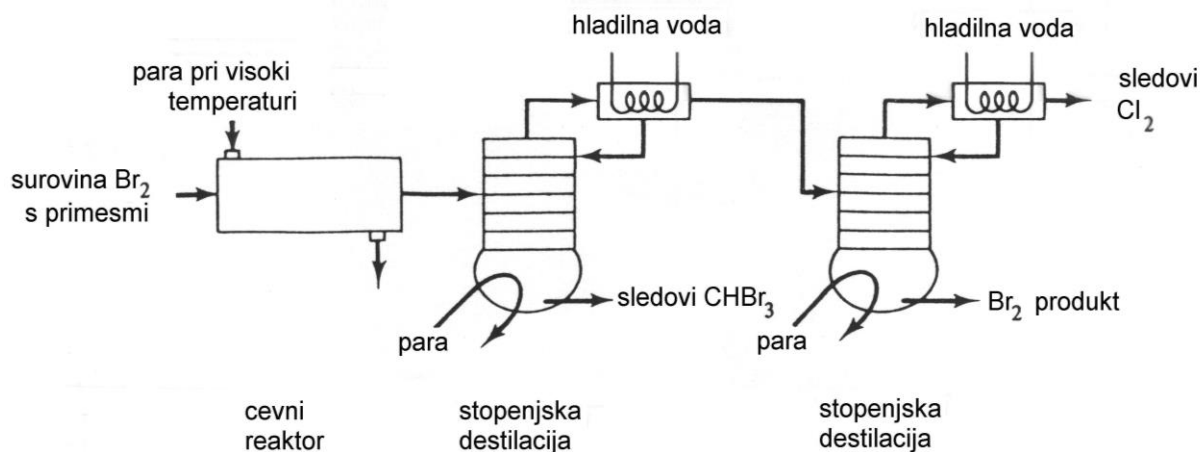 hladilna voda
hladilna voda
para pri visoki
temperaturi
sledovi
Cl₂
surovina Br₂
s primesmi
sledovi CHBr₃
Br₂ produkt
para
para
cevni
reaktor
stopenjska
destilacija
stopenjska
destilacija